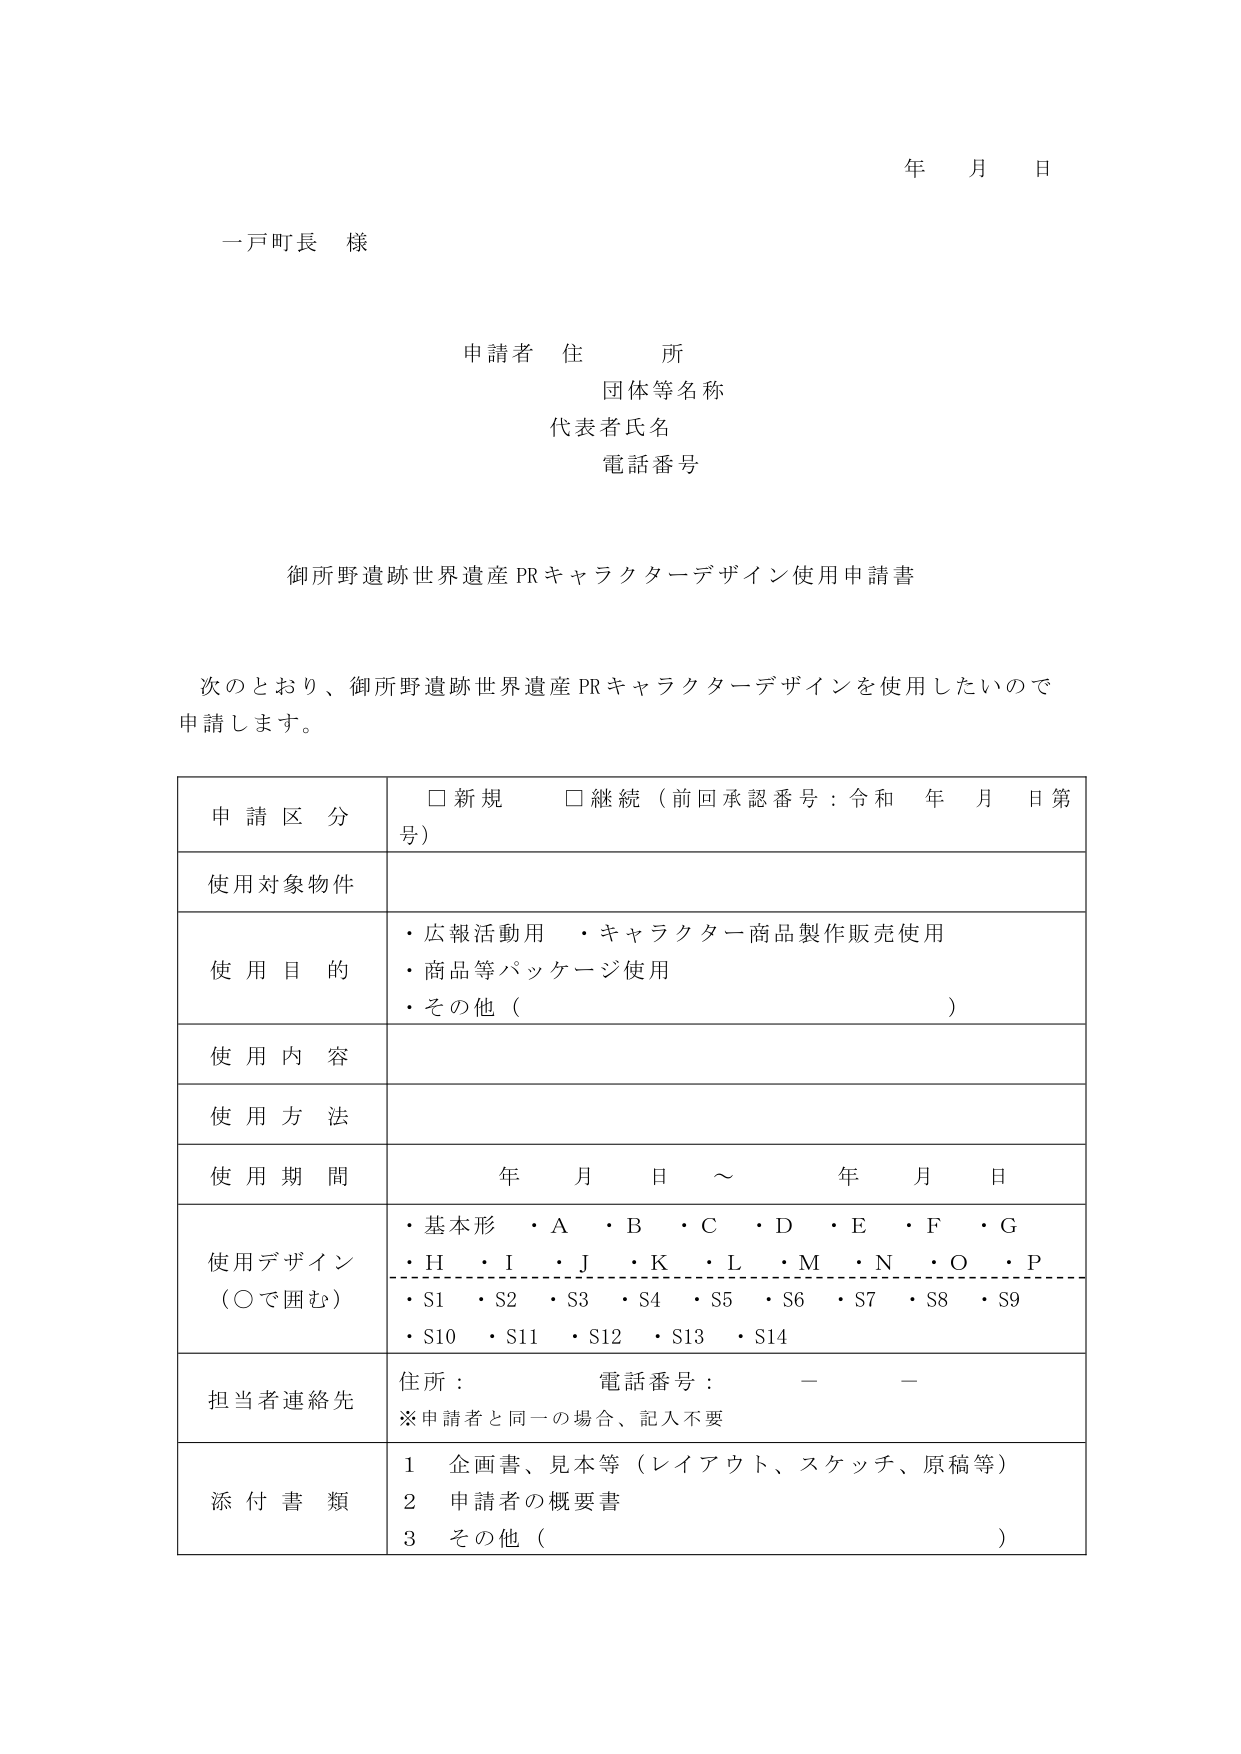 年　月　日
一戸町長　様
申請者　住　　所
団体等名称
代表者氏名
電話番号
御所野遺跡世界遺産PRキャラクターデザイン使用申請書
次のとおり、御所野遺跡世界遺産PRキャラクターデザインを使用したいので
申請します。
申請区分
□新規　　□継続（前回承認番号：令和　年　月　日第
号）
使用対象物件
使用目的
・広報活動用　・キャラクター商品製作販売使用
・商品等パッケージ使用
・その他（　　　　　　　　　　　　　　　　　）
使用内容
使用方法
使用期間
年　　月　　日　～　　　　年　　月　　日
使用デザイン
（○で囲む）
・基本形　・A　・B　・C　・D　・E　・F　・G
・H　・I　・J　・K　・L　・M　・N　・O　・P
・S1　・S2　・S3　・S4　・S5　・S6　・S7　・S8　・S9
・S10　・S11　・S12　・S13　・S14
担当者連絡先
住所：　　　　　電話番号：　　　－　　　－
※申請者と同一の場合、記入不要
添付書類
1　企画書、見本等（レイアウト、スケッチ、原稿等）
2　申請者の概要書
3　その他（　　　　　　　　　　　　　　　　　　）